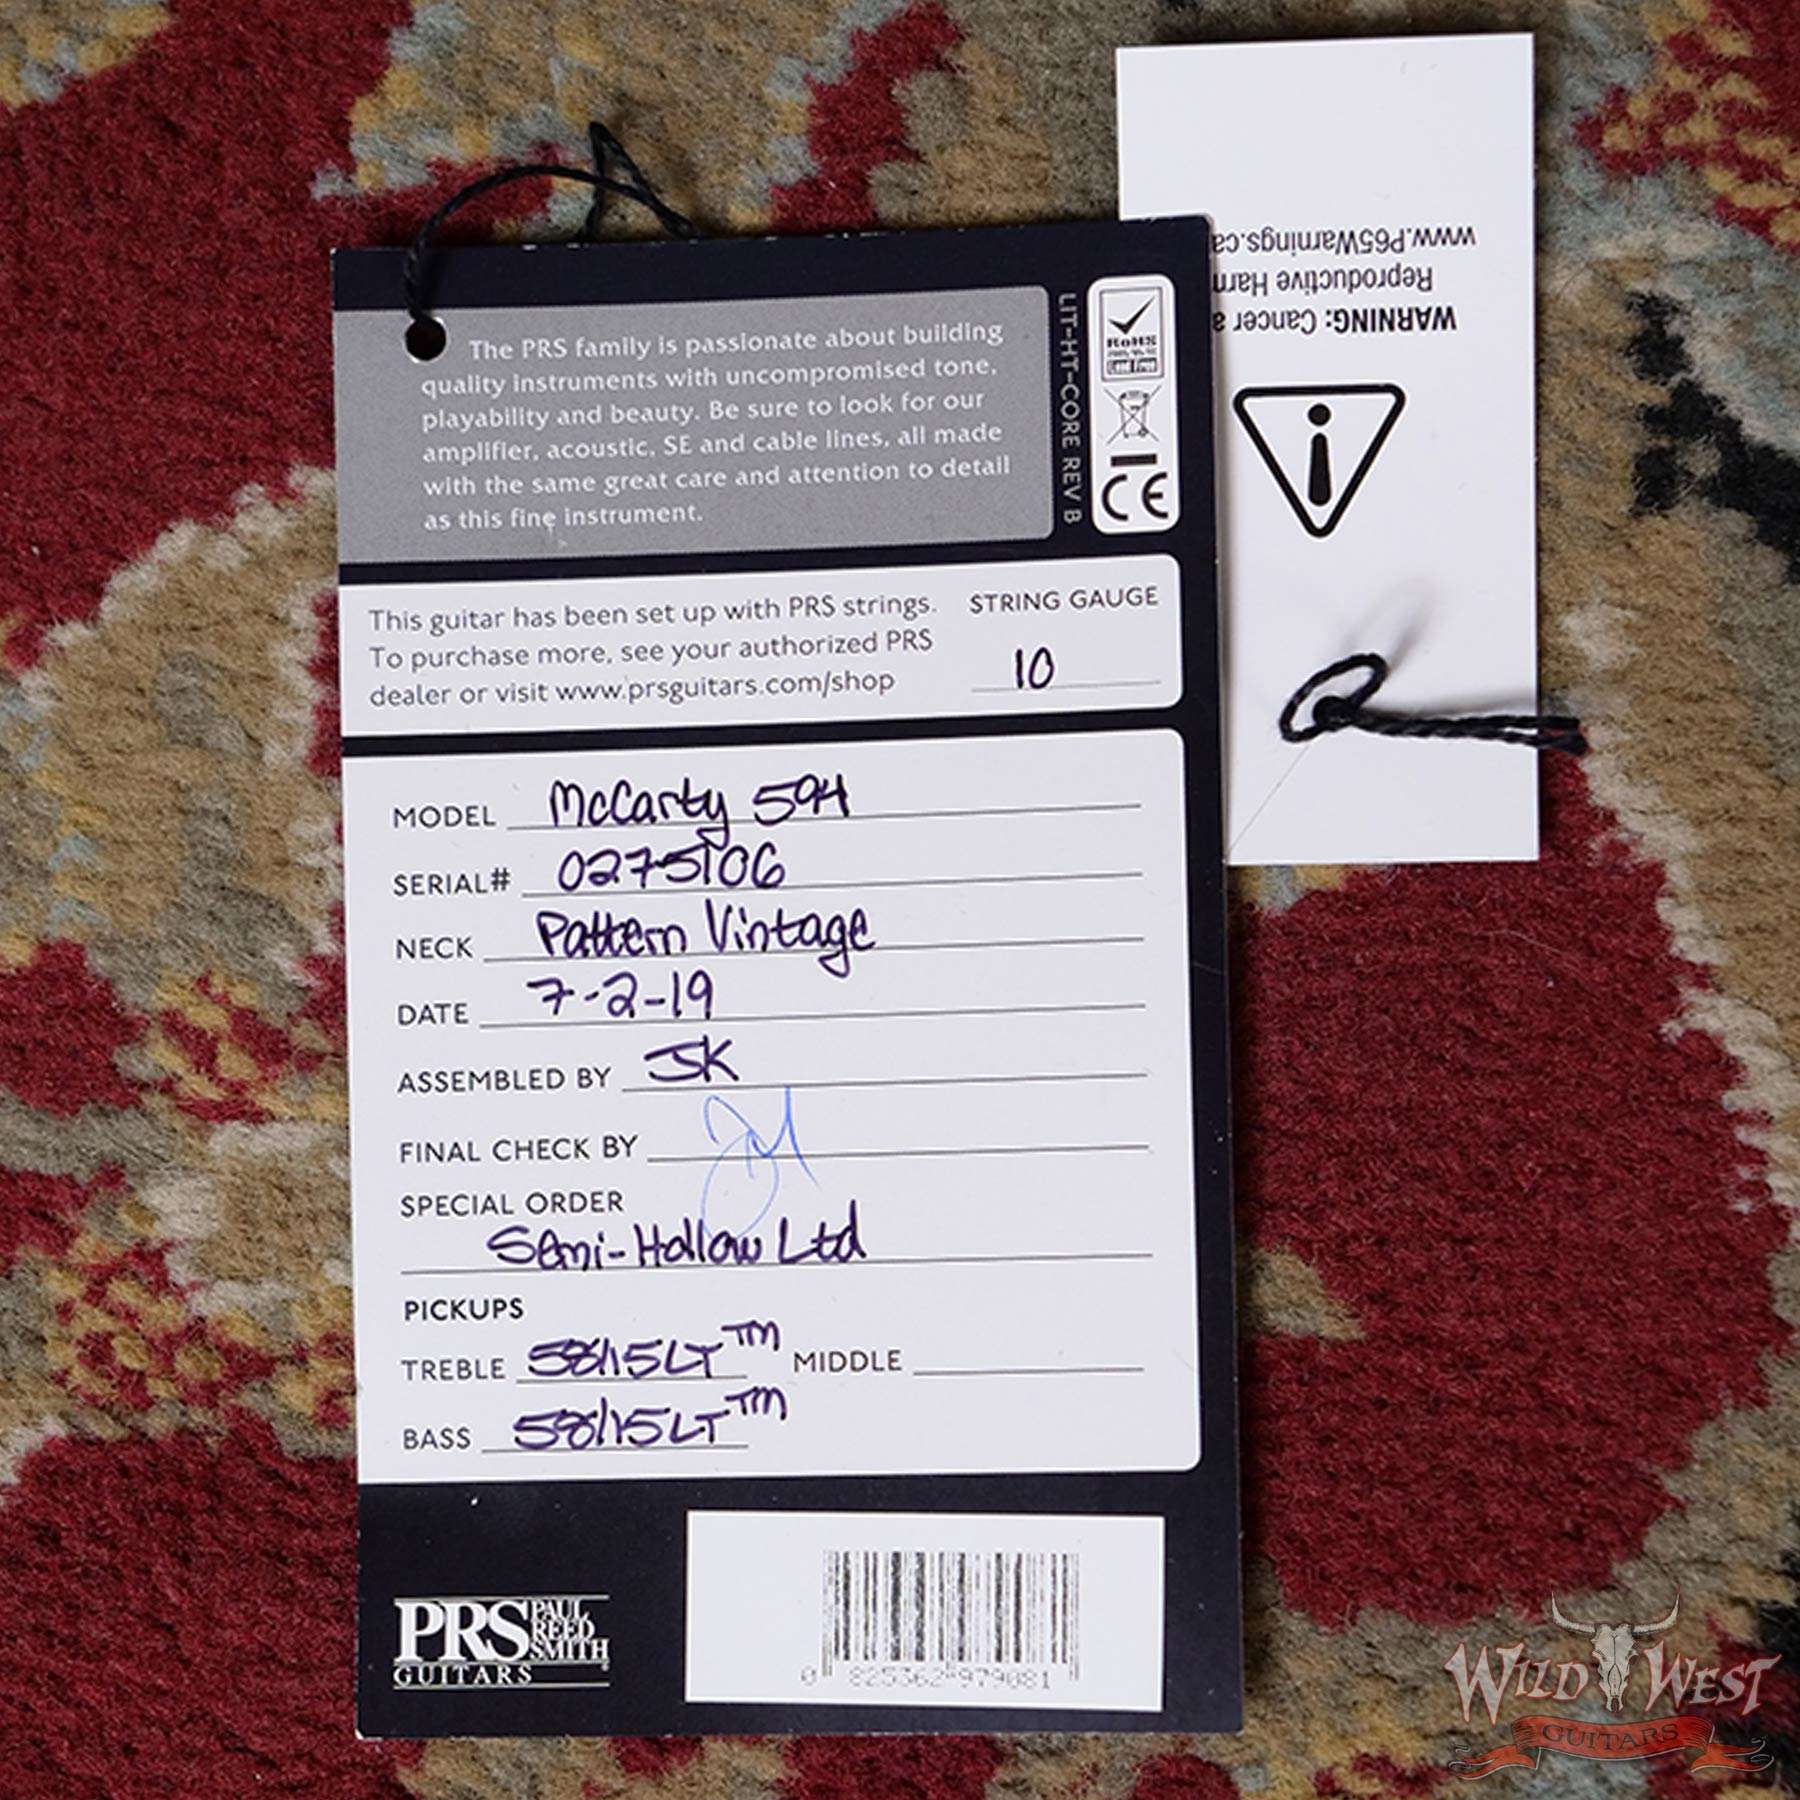 The PRS family is passionate about building
quality instruments with uncompromised tone,
playability and beauty. Be sure to look for our
amplifier, acoustic, SE and cable lines, all made
with the same great care and attention to detail
as this fine instrument.
LIT-HT-CORE REV B
RoHS
Lead Free
CE
This guitar has been set up with PRS strings.
To purchase more, see your authorized PRS
dealer or visit www.prsguitars.com/shop
STRING GAUGE
10
MODEL McCarty 594
SERIAL# 0275106
NECK Pattern Vintage
DATE 7-2-19
ASSEMBLED BY JK
FINAL CHECK BY
SPECIAL ORDER
Semi-Hollow Ltd
PICKUPS
TREBLE 58/15LT™ MIDDLE
BASS 58/15LT™
PRS PAUL REED SMITH
GUITARS
0 825362 979081
WARNING: Cancer a
Reproductive Harm
www.P65Warnings.ca
WILD WEST
GUITARS